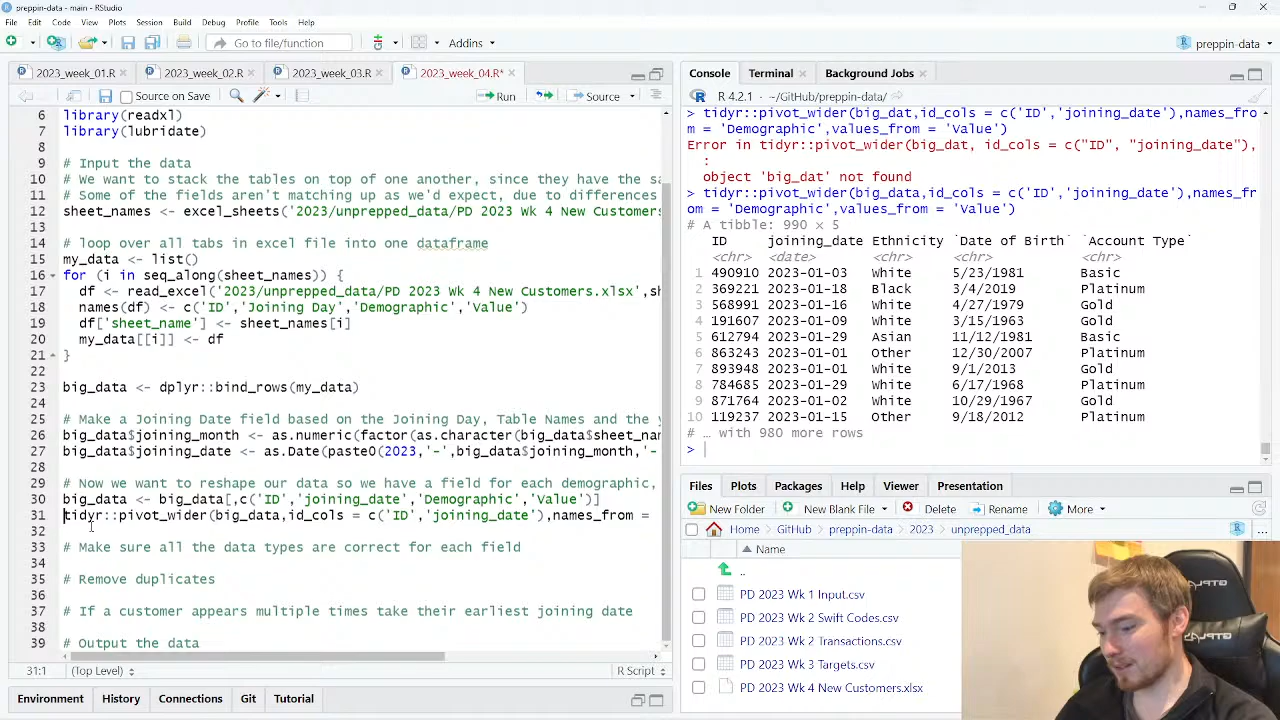 preppin-data - main - RStudio
File Edit Code View Plots Session Build Debug Profile Tools Help
Go to file/function Addins preppin-data
2023_week_01.R 2023_week_02.R 2023_week_03.R 2023_week_04.R*
Source on Save Run Source
6 library(readxl)
7 library(lubridate)
8
9 # Input the data
10 # We want to stack the tables on top of one another, since they have the sa
11 # Some of the fields aren't matching up as we'd expect, due to differences
12 sheet_names <- excel_sheets('2023/unprepped_data/PD 2023 Wk 4 New Customers
13
14 # loop over all tabs in excel file into one dataframe
15 my_data <- list()
16 for (i in seq_along(sheet_names)) {
17 df <- read_excel('2023/unprepped_data/PD 2023 Wk 4 New Customers.xlsx',sh
18 names(df) <- c('ID','Joining Day','Demographic','Value')
19 df['sheet_name'] <- sheet_names[i]
20 my_data[[i]] <- df
21 }
22
23 big_data <- dplyr::bind_rows(my_data)
24
25 # Make a Joining Date field based on the Joining Day, Table Names and the y
26 big_data$joining_month <- as.numeric(factor(as.character(big_data$sheet_nam
27 big_data$joining_date <- as.Date(paste0(2023,'-',big_data$joining_month,'-
28
29 # Now we want to reshape our data so we have a field for each demographic,
30 big_data <- big_data[,c('ID','joining_date','Demographic','Value')]
31 tidyr::pivot_wider(big_data,id_cols = c('ID','joining_date'),names_from =
32
33 # Make sure all the data types are correct for each field
34
35 # Remove duplicates
36
37 # If a customer appears multiple times take their earliest joining date
38
39 # Output the data
31:1 (Top Level) R Script
Environment History Connections Git Tutorial
Console Terminal Background Jobs
R 4.2.1 · ~/GitHub/preppin-data/
> tidyr::pivot_wider(big_dat,id_cols = c('ID','joining_date'),names_fro
m = 'Demographic',values_from = 'Value')
Error in tidyr::pivot_wider(big_dat, id_cols = c("ID", "joining_date"),
:
object 'big_dat' not found
> tidyr::pivot_wider(big_data,id_cols = c('ID','joining_date'),names_fr
om = 'Demographic',values_from = 'Value')
# A tibble: 990 × 5
ID joining_date Ethnicity `Date of Birth` `Account Type`
<chr> <date> <chr> <chr> <chr>
1 490910 2023-01-03 White 5/23/1981 Basic
2 369221 2023-01-18 Black 3/4/2019 Platinum
3 568991 2023-01-16 White 4/27/1979 Gold
4 191607 2023-01-09 White 3/15/1963 Gold
5 612794 2023-01-29 Asian 11/12/1981 Basic
6 863243 2023-01-01 Other 12/30/2007 Platinum
7 893948 2023-01-01 White 9/1/2013 Gold
8 784685 2023-01-29 White 6/17/1968 Platinum
9 871764 2023-01-02 White 10/29/1967 Gold
10 119237 2023-01-15 Other 9/18/2012 Platinum
# … with 980 more rows
>
Files Plots Packages Help Viewer Presentation
New Folder New Blank File Delete Rename More
Home GitHub preppin-data 2023 unprepped_data ...
Name
..
PD 2023 Wk 1 Input.csv
PD 2023 Wk 2 Swift Codes.csv
PD 2023 Wk 2 Transactions.csv
PD 2023 Wk 3 Targets.csv
PD 2023 Wk 4 New Customers.xlsx
GTPLAYER